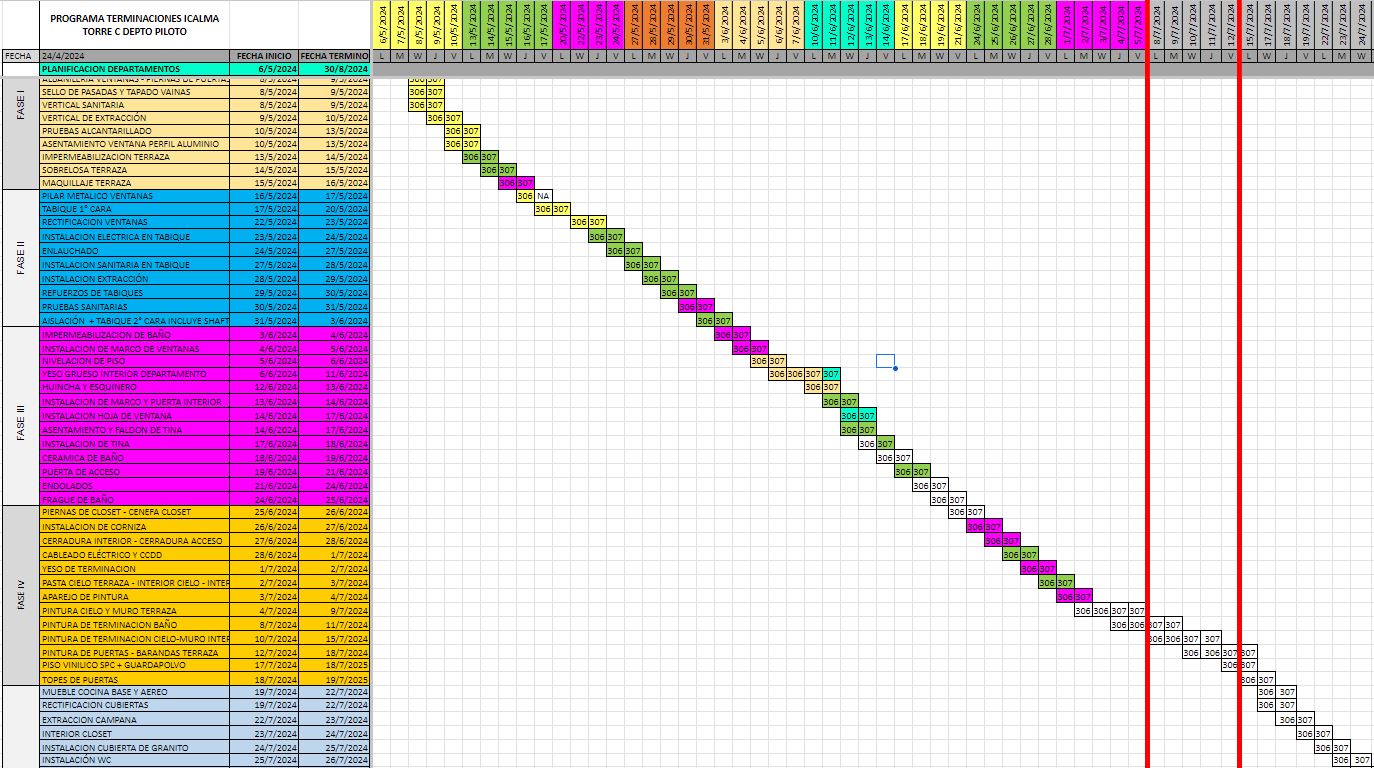 PROGRAMA TERMINACIONES ICALMA
TORRE C DEPTO PILOTO
6/5/2024 7/5/2024 8/5/2024 9/5/2024 10/5/2024 13/5/2024 14/5/2024 15/5/2024 16/5/2024 17/5/2024 20/5/2024 22/5/2024 23/5/2024 24/5/2024 27/5/2024 28/5/2024 29/5/2024 30/5/2024 31/5/2024 4/6/2024 5/6/2024 6/6/2024 7/6/2024 10/6/2024 11/6/2024 12/6/2024 13/6/2024 14/6/2024 17/6/2024 18/6/2024 19/6/2024 21/6/2024 24/6/2024 25/6/2024 26/6/2024 27/6/2024 28/6/2024 1/7/2024 2/7/2024 3/7/2024 4/7/2024 5/7/2024 8/7/2024 9/7/2024 10/7/2024 11/7/2024 12/7/2024 15/7/2024 17/7/2024 18/7/2024 19/7/2024 22/7/2024 23/7/2024 24/7/2024
FECHA 24/4/2024 FECHA INICIO FECHA TERMINO L M W J V L M W J V L W J V L M W J V L M W J V L M W J V L M W V L M W J V L M W J V L M W J V L W J V L M W
PLANIFICACION DEPARTAMENTOS 6/5/2024 30/8/2024
FASE I
ALBAÑILERIA VENTANAS - PIERNAS DE PUERTAS 8/5/2024 9/5/2024 306 307
SELLO DE PASADAS Y TAPADO VAINAS 8/5/2024 9/5/2024 306 307
VERTICAL SANITARIA 8/5/2024 9/5/2024 306 307
VERTICAL DE EXTRACCIÓN 9/5/2024 10/5/2024 306 307
PRUEBAS ALCANTARILLADO 10/5/2024 13/5/2024 306 307
ASENTAMIENTO VENTANA PERFIL ALUMINIO 10/5/2024 13/5/2024 306 307
IMPERMEABILIZACION TERRAZA 13/5/2024 14/5/2024 306 307
SOBRELOSA TERRAZA 14/5/2024 15/5/2024 306 307
MAQUILLAJE TERRAZA 15/5/2024 16/5/2024 306 307
FASE II
PILAR METALICO VENTANAS 16/5/2024 17/5/2024 306 NA
TABIQUE 1° CARA 17/5/2024 20/5/2024 306 307
RECTIFICACION VENTANAS 22/5/2024 23/5/2024 306 307
INSTALACION ELECTRICA EN TABIQUE 23/5/2024 24/5/2024 306 307
ENLAUCHADO 24/5/2024 27/5/2024 306 307
INSTALACION SANITARIA EN TABIQUE 27/5/2024 28/5/2024 306 307
INSTALACION EXTRACCIÓN 28/5/2024 29/5/2024 306 307
REFUERZOS DE TABIQUES 29/5/2024 30/5/2024 306 307
PRUEBAS SANITARIAS 30/5/2024 31/5/2024 306 307
AISLACIÓN + TABIQUE 2° CARA INCLUYE SHAFT 31/5/2024 3/6/2024 306 307
FASE III
IMPERMEABILIZACION DE BAÑO 3/6/2024 4/6/2024 306 307
INSTALACION DE MARCO DE VENTANAS 4/6/2024 5/6/2024 306 307
NIVELACION DE PISO 5/6/2024 6/6/2024 306 307
YESO GRUESO INTERIOR DEPARTAMENTO 6/6/2024 11/6/2024 306 306 307 307
HUINCHA Y ESQUINERO 12/6/2024 13/6/2024 306 307
INSTALACION DE MARCO Y PUERTA INTERIOR 13/6/2024 14/6/2024 306 307
INSTALACION HOJA DE VENTANA 14/6/2024 17/6/2024 306 307
ASENTAMIENTO Y FALDON DE TINA 14/6/2024 17/6/2024 306 307
INSTALACION DE TINA 17/6/2024 18/6/2024 306 307
CERAMICA DE BAÑO 18/6/2024 19/6/2024 306 307
PUERTA DE ACCESO 19/6/2024 21/6/2024 306 307
ENDOLADOS 21/6/2024 24/6/2024 306 307
FRAGUE DE BAÑO 24/6/2024 25/6/2024 306 307
FASE IV
PIERNAS DE CLOSET - CENEFA CLOSET 25/6/2024 26/6/2024 306 307
INSTALACION DE CORNIZA 26/6/2024 27/6/2024 306 307
CERRADURA INTERIOR - CERRADURA ACCESO 27/6/2024 28/6/2024 306 307
CABLEADO ELÉCTRICO Y CCDD 28/6/2024 1/7/2024 306 307
YESO DE TERMINACION 1/7/2024 2/7/2024 306 307
PASTA CIELO TERRAZA - INTERIOR CIELO - INTER 2/7/2024 3/7/2024 306 307
APAREJO DE PINTURA 3/7/2024 4/7/2024 306 307
PINTURA CIELO Y MURO TERRAZA 4/7/2024 9/7/2024 306 306 307 307
PINTURA DE TERMINACION BAÑO 8/7/2024 11/7/2024 306 306 307 307
PINTURA DE TERMINACION CIELO-MURO INTER 10/7/2024 15/7/2024 306 306 307 307
PINTURA DE PUERTAS - BARANDAS TERRAZA 12/7/2024 18/7/2024 306 306 307 307
PISO VINILICO SPC + GUARDAPOLVO 17/7/2024 18/7/2025 306 307
TOPES DE PUERTAS 18/7/2024 19/7/2025 306 307
MUEBLE COCINA BASE Y AEREO 19/7/2024 22/7/2024 306 307
RECTIFICACION CUBIERTAS 19/7/2024 22/7/2024 306 307
EXTRACCION CAMPANA 22/7/2024 23/7/2024 306 307
INTERIOR CLOSET 23/7/2024 24/7/2024 306 307
INSTALACION CUBIERTA DE GRANITO 24/7/2024 25/7/2024 306 307
INSTALACIÓN WC 25/7/2024 26/7/2024 306 307